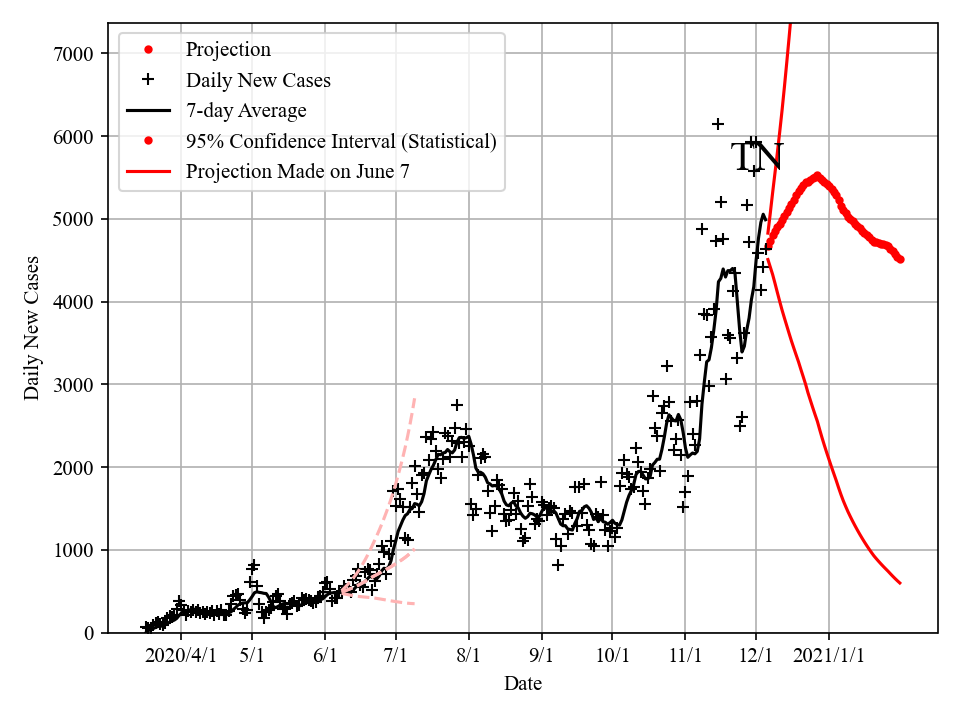 7000
6000
5000
4000
3000
2000
1000
0
Daily New Cases
Projection
Daily New Cases
7-day Average
95% Confidence Interval (Statistical)
Projection Made on June 7
2020/4/1 5/1 6/1 7/1 8/1 9/1 10/1 11/1 12/1 2021/1/1
Date